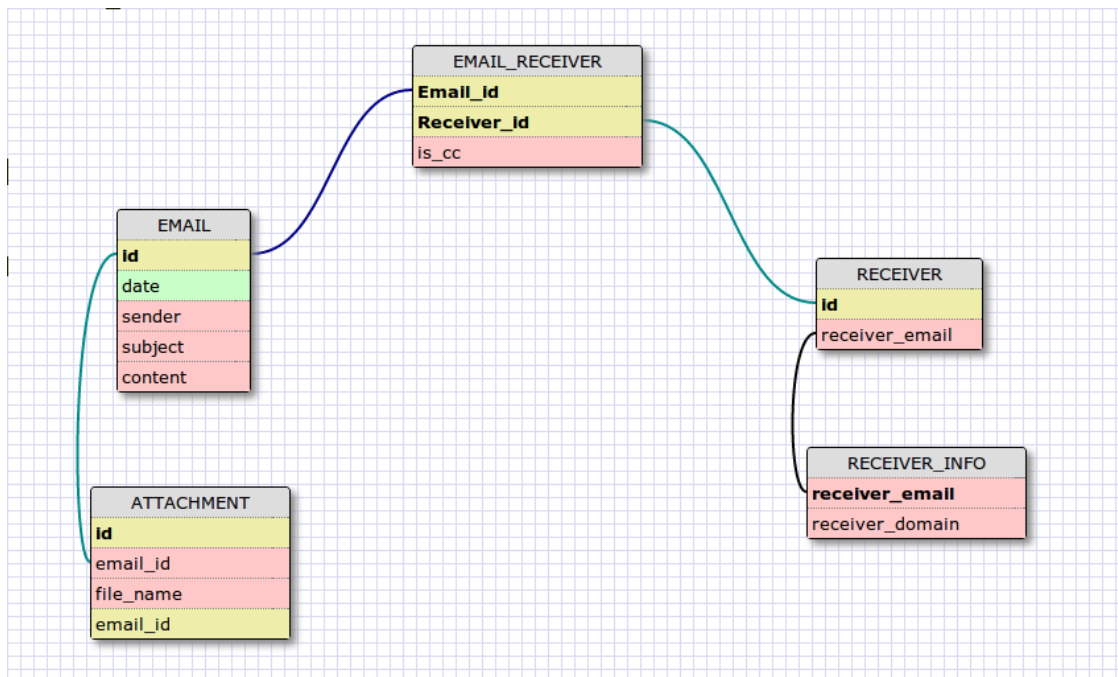 EMAIL_RECEIVER
Email_id
Receiver_id
is_cc
EMAIL
id
date
sender
subject
content
RECEIVER
id
receiver_email
RECEIVER_INFO
receiver_email
receiver_domain
ATTACHMENT
id
email_id
file_name
email_id